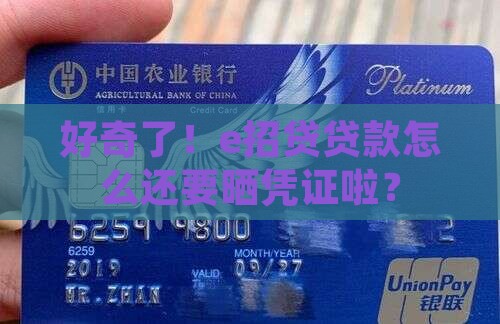 中国农业银行
AGRICULTURAL BANK OF CHINA
Platinum
信用卡
Credit Card
好奇了！e招贷贷款怎
么还要晒凭证啦？
6259 9800
6259
MONTH/YEAR
2019
VALID
09/27
MR.ZHAN
UnionPay
银联